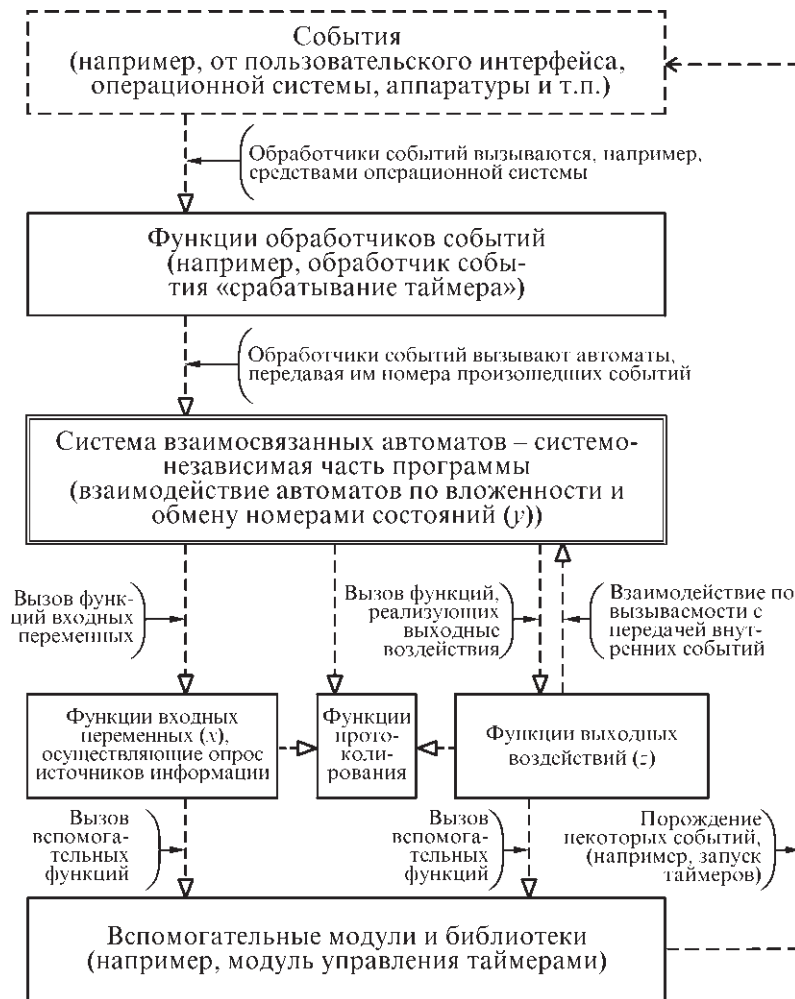 События
(например, от пользовательского интерфейса,
операционной системы, аппаратуры и т.п.)
Обработчики событий вызываются, например,
средствами операционной системы
Функции обработчиков событий
(например, обработчик собы-
тия «срабатывание таймера»)
Обработчики событий вызывают автоматы,
передавая им номера произошедших событий
Система взаимосвязанных автоматов – системо-
независимая часть программы
(взаимодействие автоматов по вложенности и
обмену номерами состояний (y))
Вызов функ-
ций входных
переменных
Вызов функций,
реализующих
выходные
воздействия
Взаимодействие по
вызываемости с
передачей внут-
ренних событий
Функции входных
переменных (x),
осуществляющие опрос
источников информации
Функции
прото-
коли-
рования
Функции выходных
воздействий (z)
Вызов
вспомога-
тельных
функций
Вызов
вспомога-
тельных
функций
Порождение
некоторых событий,
(например, запуск
таймеров)
Вспомогательные модули и библиотеки
(например, модуль управления таймерами)